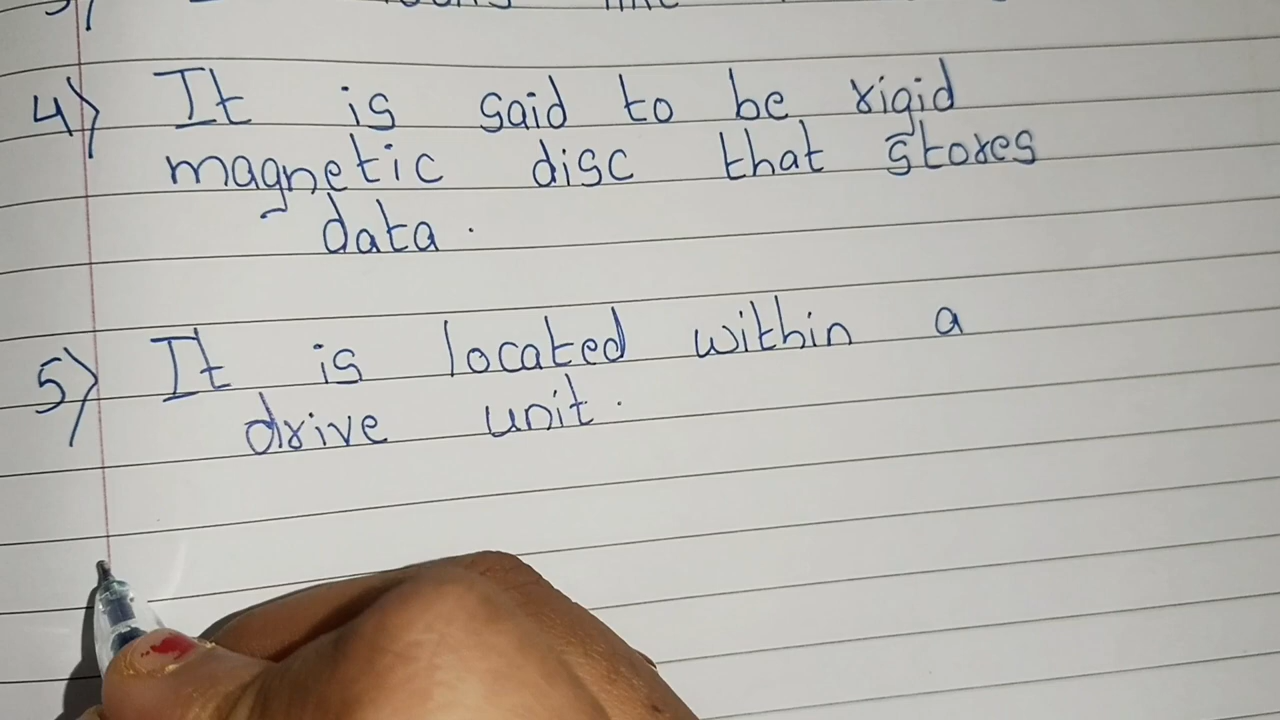 3)
4) It is said to be rigid
magnetic disc that stores
data.
5) It is located within a
drive unit.